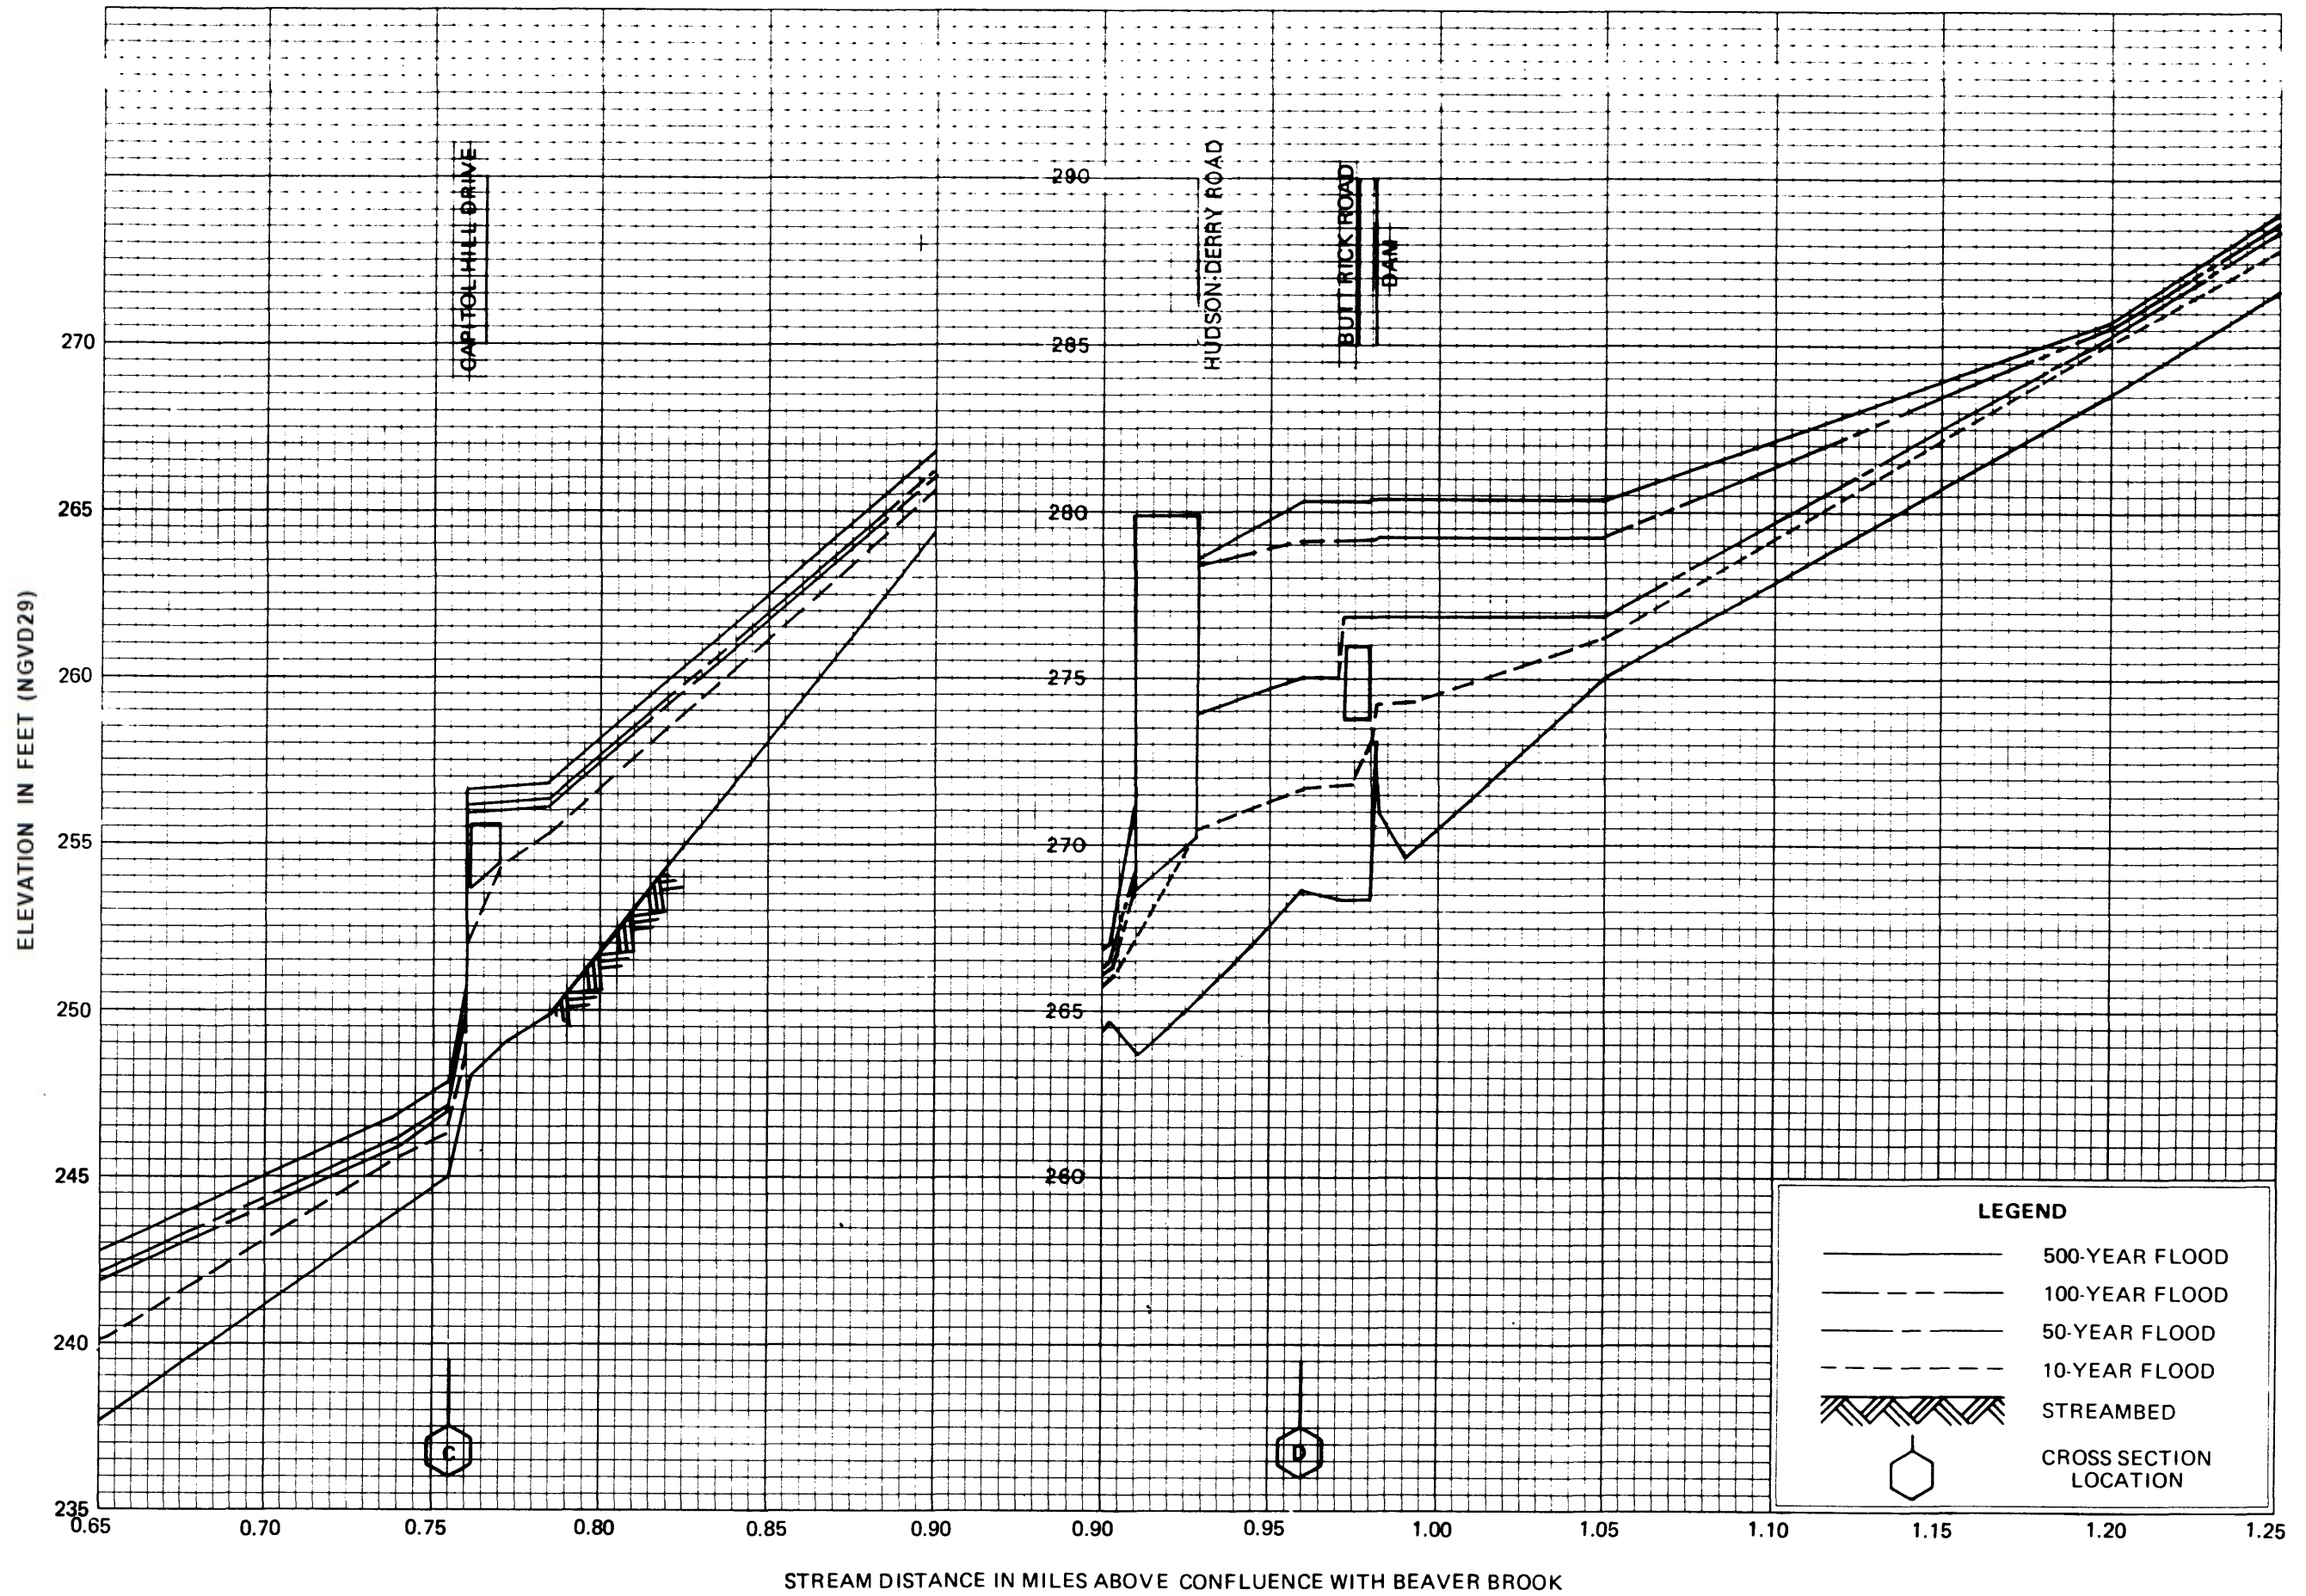 CAPITOL HILL DRIVE
HUDSON-DERRY ROAD
BUTTRICK ROAD
DAM
ELEVATION IN FEET (NGVD29)
270
265
260
255
250
245
240
235
290
285
280
275
270
265
260
C
D
LEGEND
500-YEAR FLOOD
100-YEAR FLOOD
50-YEAR FLOOD
10-YEAR FLOOD
STREAMBED
CROSS SECTION
LOCATION
0.65 0.70 0.75 0.80 0.85 0.90 0.90 0.95 1.00 1.05 1.10 1.15 1.20 1.25
STREAM DISTANCE IN MILES ABOVE CONFLUENCE WITH BEAVER BROOK